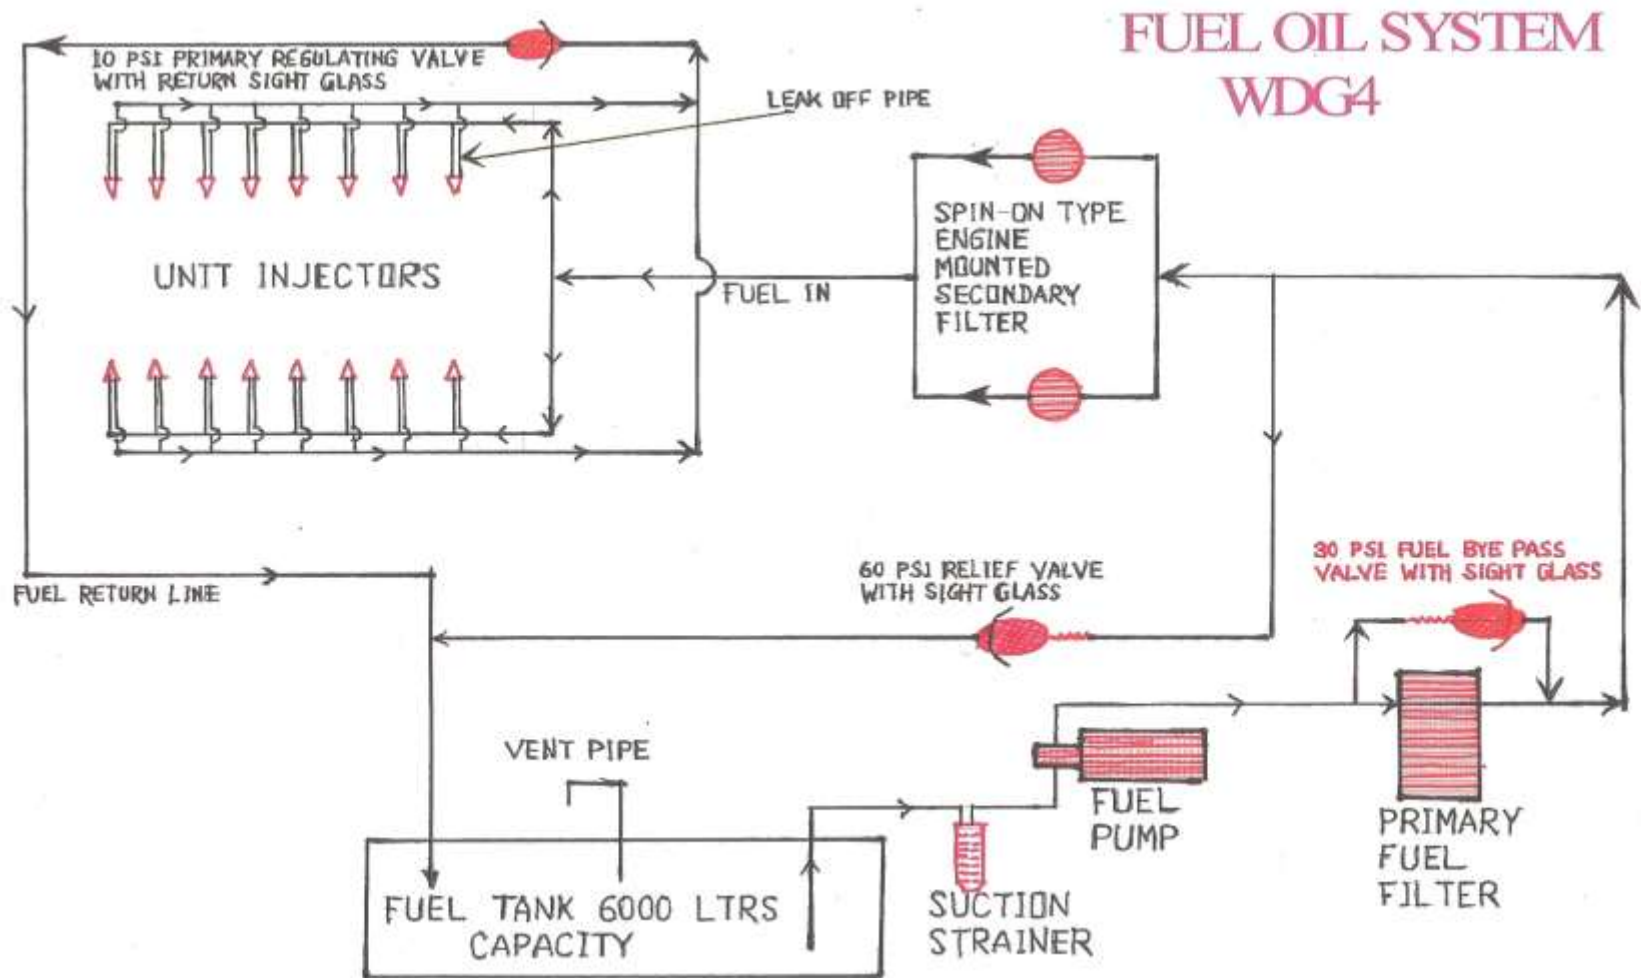 FUEL OIL SYSTEM
WDG4
10 PSI PRIMARY REGULATING VALVE
WITH RETURN SIGHT GLASS
LEAK OFF PIPE
SPIN-ON TYPE
ENGINE
MOUNTED
SECONDARY
FILTER
UNIT INJECTORS
FUEL IN
FUEL RETURN LINE
60 PSI RELIEF VALVE
WITH SIGHT GLASS
30 PSI FUEL BYE PASS
VALVE WITH SIGHT GLASS
VENT PIPE
FUEL
PUMP
PRIMARY
FUEL
FILTER
SUCTION
STRAINER
FUEL TANK 6000 LTRS
CAPACITY